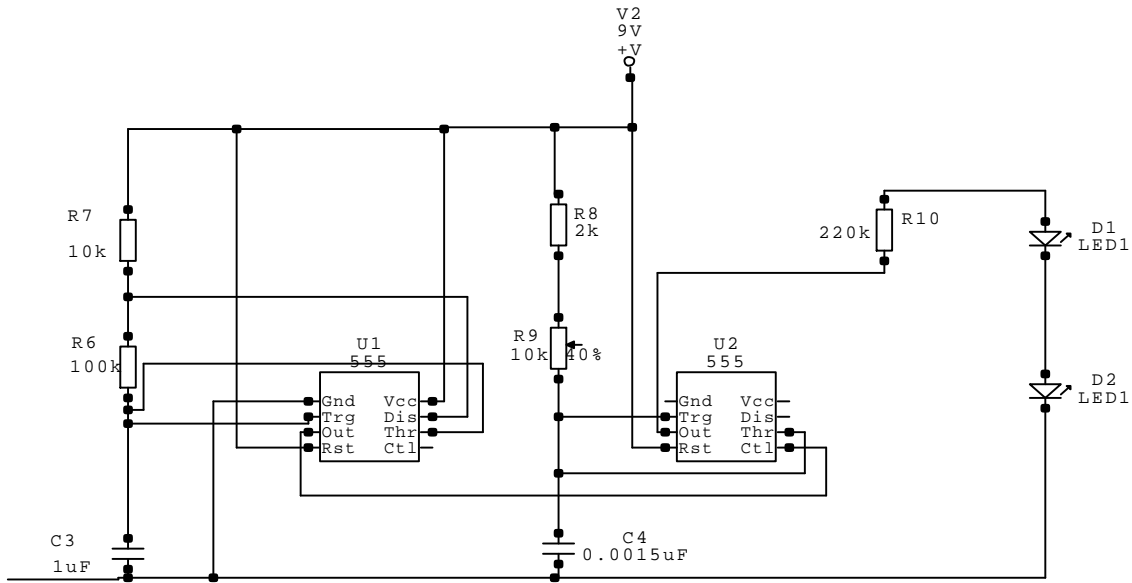 V2
9V
+V
R7
10k
R8
2k
R10
220k
D1
LED1
R6
100k
U1
555
R9
10k 40%
U2
555
D2
LED1
Gnd Vcc
Trg Dis
Out Thr
Rst Ctl
Gnd Vcc
Trg Dis
Out Thr
Rst Ctl
C3
1uF
C4
0.0015uF